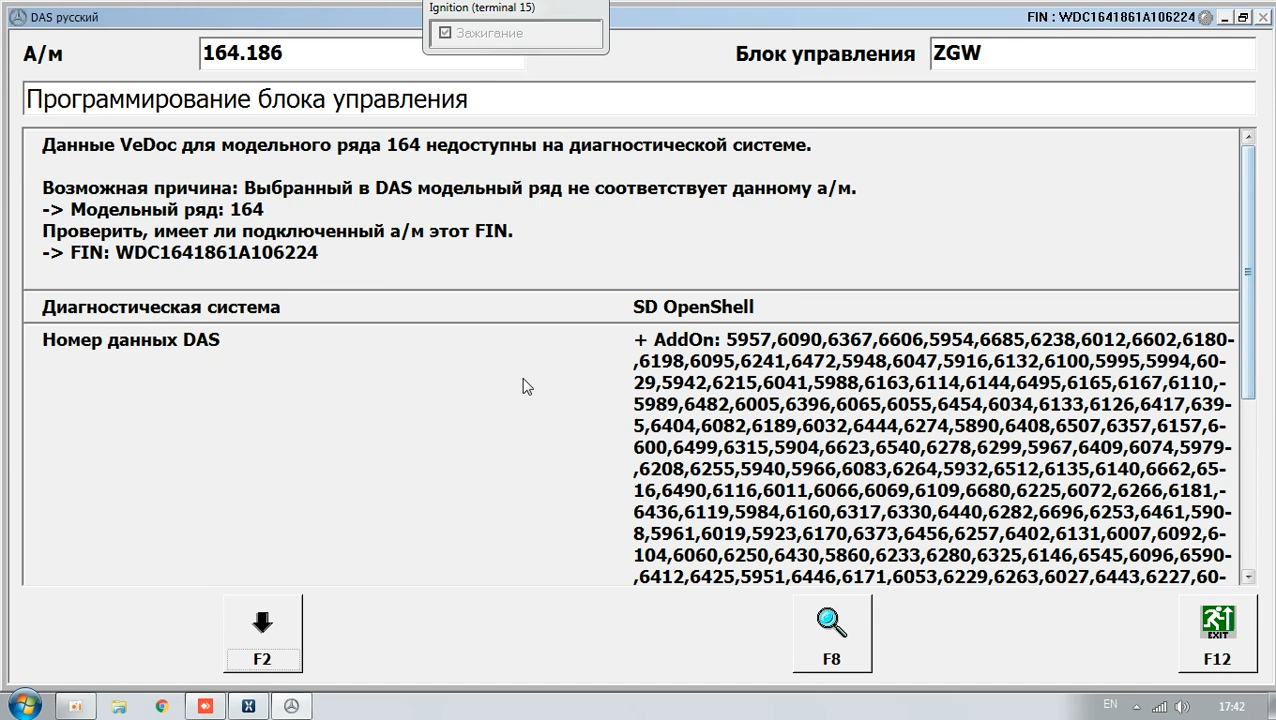 Ignition (terminal 15)
DAS русский
FIN : WDC1641861A106224
Зажигание
А/м
164.186
Блок управления
ZGW
Программирование блока управления
Данные VeDoc для модельного ряда 164 недоступны на диагностической системе.
Возможная причина: Выбранный в DAS модельный ряд не соответствует данному а/м.
-> Модельный ряд: 164
Проверить, имеет ли подключенный а/м этот FIN.
-> FIN: WDC1641861A106224
Диагностическая система
SD OpenShell
Номер данных DAS
+ AddOn: 5957,6090,6367,6606,5954,6685,6238,6012,6602,6180-
,6198,6095,6241,6472,5948,6047,5916,6132,6100,5995,5994,60-
29,5942,6215,6041,5988,6163,6114,6144,6495,6165,6167,6110,-
5989,6482,6005,6396,6065,6055,6454,6034,6133,6126,6417,639-
5,6404,6082,6189,6032,6444,6274,5890,6408,6507,6357,6157,6-
600,6499,6315,5904,6623,6540,6278,6299,5967,6409,6074,5979-
,6208,6255,5940,5966,6083,6264,5932,6512,6135,6140,6662,65-
16,6490,6116,6011,6066,6069,6109,6680,6225,6072,6266,6181,-
6436,6119,5984,6160,6317,6330,6440,6282,6696,6253,6461,590-
8,5961,6019,5923,6170,6373,6456,6257,6402,6131,6007,6092,6-
104,6060,6250,6430,5860,6233,6280,6325,6146,6545,6096,6590-
,6412,6425,5951,6446,6171,6053,6229,6263,6027,6443,6227,60-
F2
F8
EXIT
F12
EN
17:42